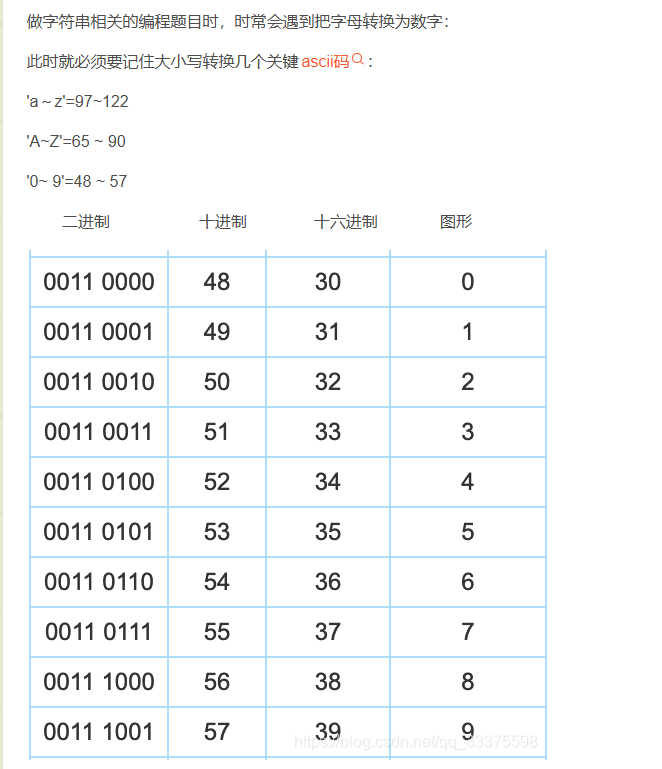 做字符串相关的编程题目时，时常会遇到把字母转换为数字：
此时就必须要记住大小写转换几个关键ascii码：
'a～z'=97~122
'A~Z'=65 ~ 90
'0~ 9'=48 ~ 57
二进制 十进制 十六进制 图形
0011 0000 48 30 0
0011 0001 49 31 1
0011 0010 50 32 2
0011 0011 51 33 3
0011 0100 52 34 4
0011 0101 53 35 5
0011 0110 54 36 6
0011 0111 55 37 7
0011 1000 56 38 8
0011 1001 57 39 9
https://blog.csdn.net/qq_33375598